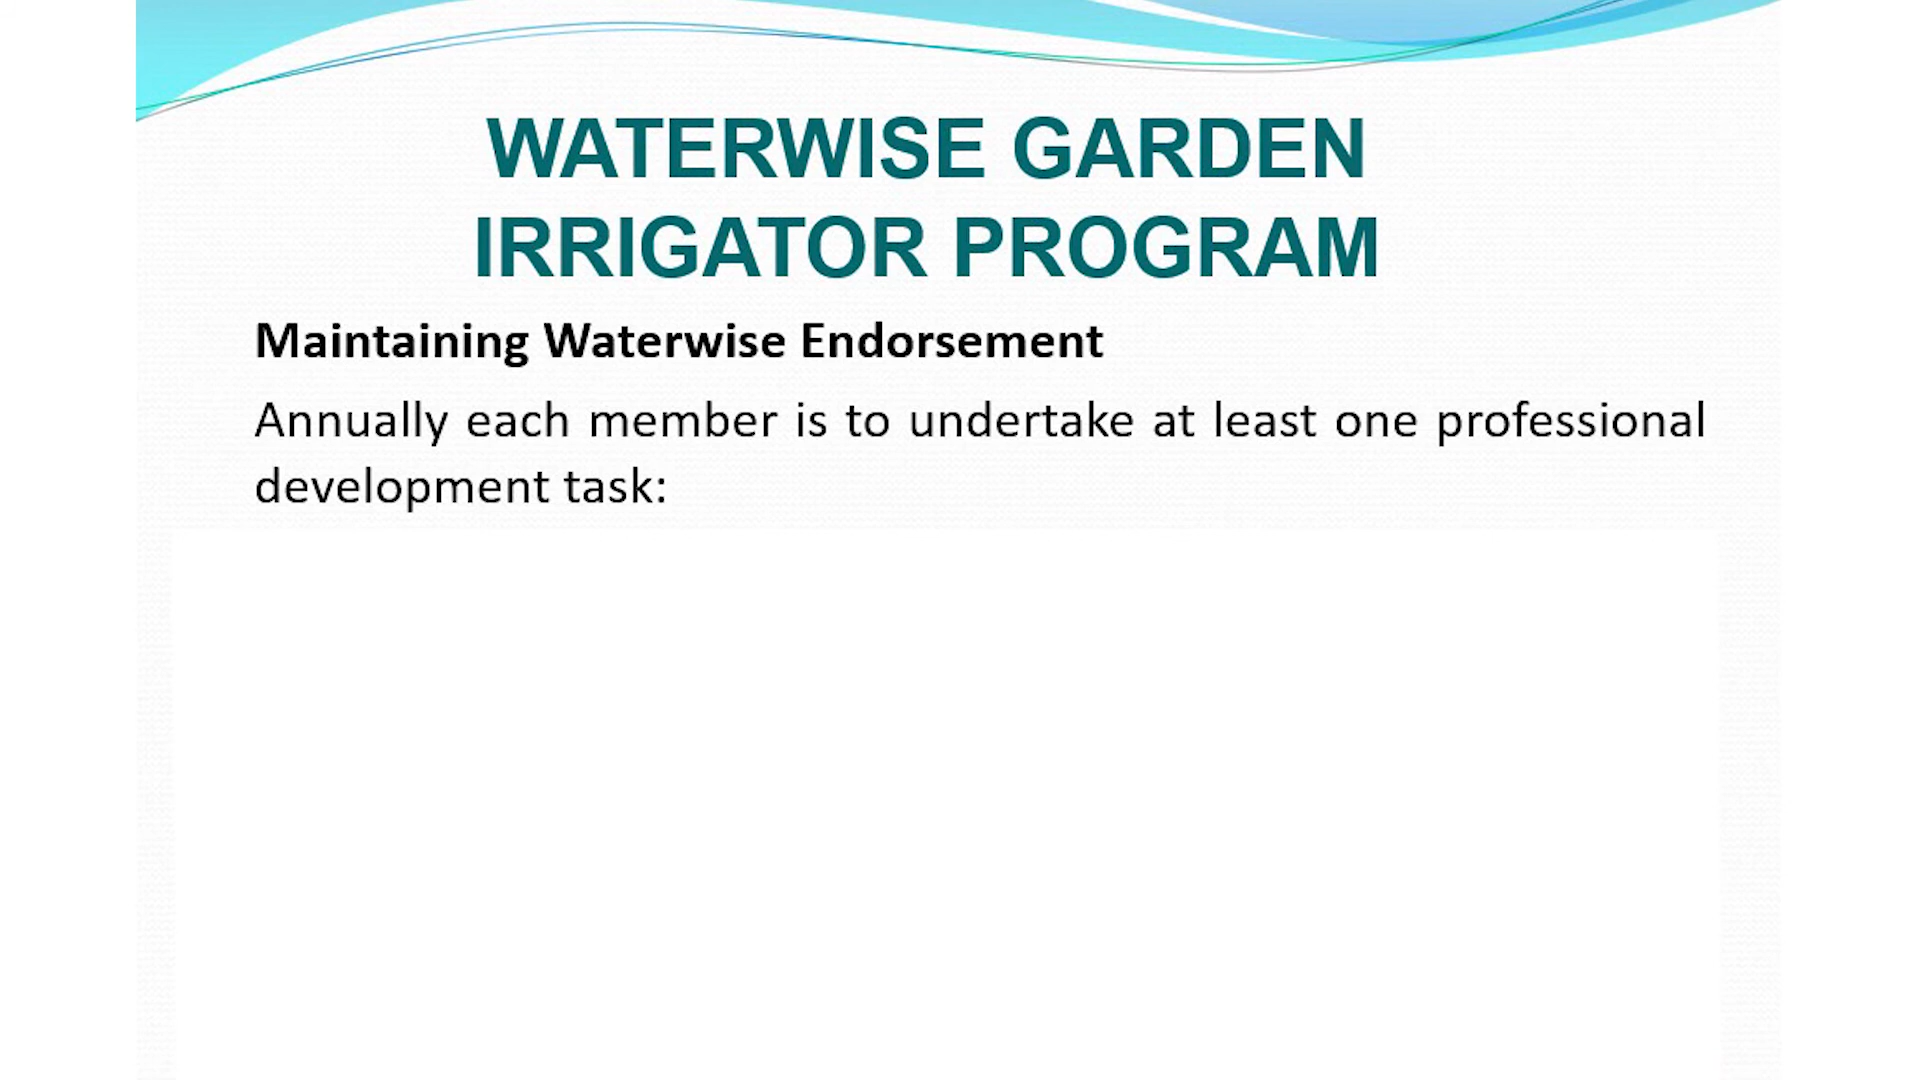 WATERWISE GARDEN
IRRIGATOR PROGRAM
Maintaining Waterwise Endorsement
Annually each member is to undertake at least one professional
development task: